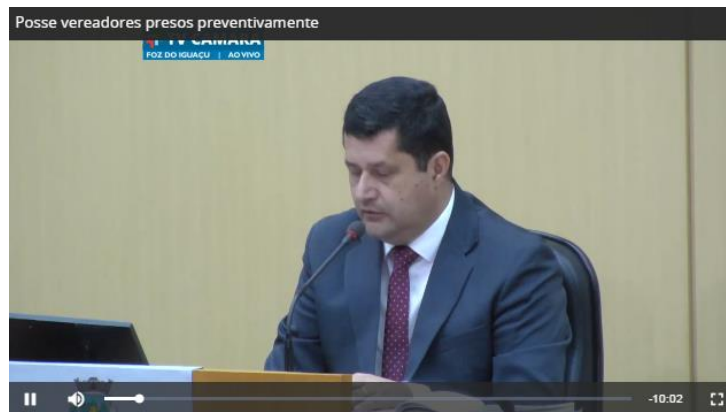 Posse vereadores presos preventivamente
TV CÂMARA
FOZ DO IGUAÇU | AO VIVO
-10:02